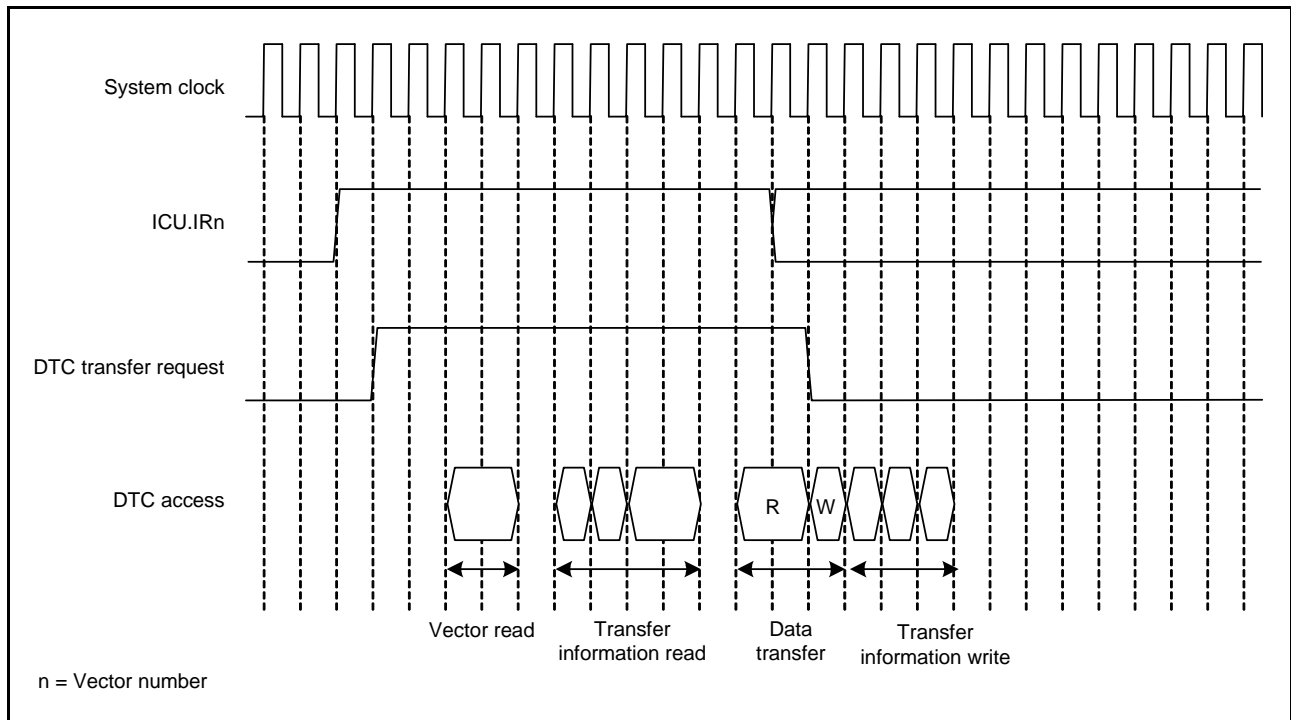 System clock
ICU.IRn
DTC transfer request
DTC access
R
W
Vector read
Transfer
information read
Data
transfer
Transfer
information write
n = Vector number